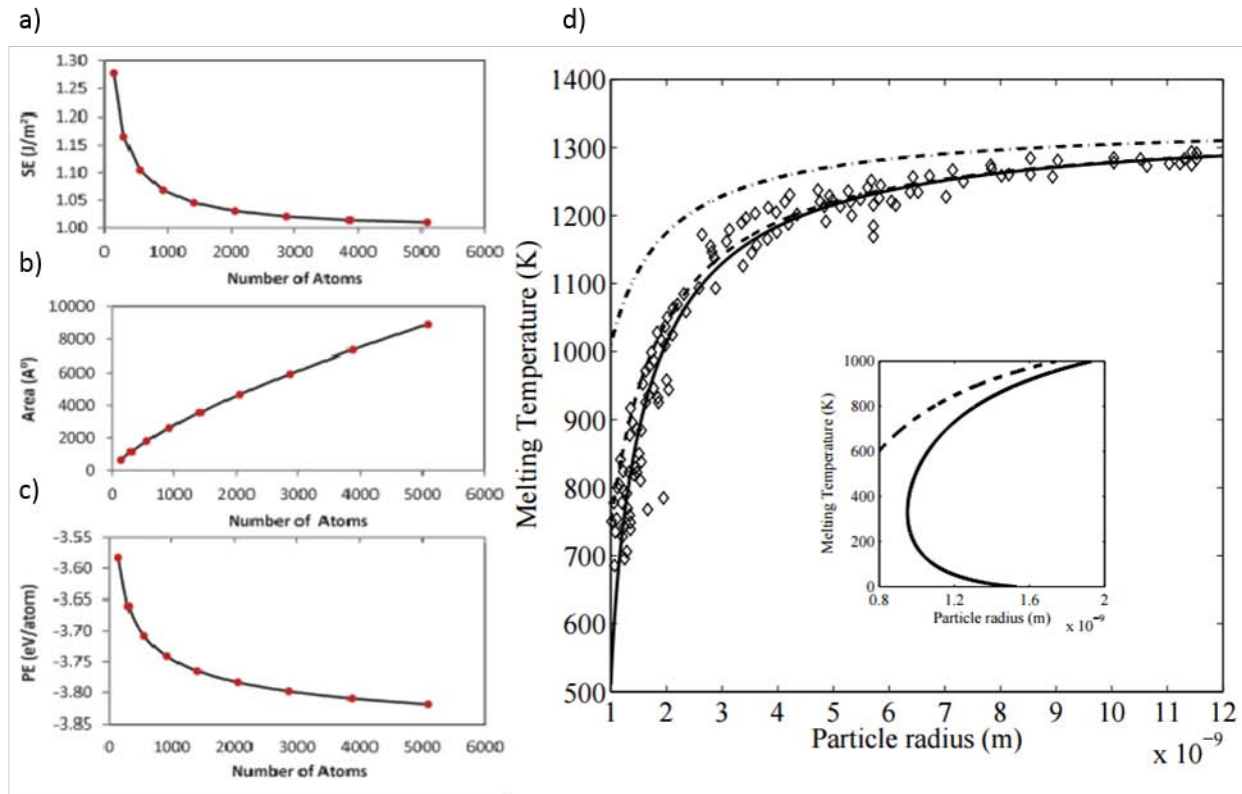 a)
1.30
1.25
1.20
1.15
1.10
1.05
1.00
SE (J/m²)
0 1000 2000 3000 4000 5000 6000
Number of Atoms
b)
10000
8000
6000
4000
2000
0
Area (A⁰)
0 1000 2000 3000 4000 5000 6000
Number of Atoms
c)
-3.55
-3.60
-3.65
-3.70
-3.75
-3.80
-3.85
PE (eV/atom)
0 1000 2000 3000 4000 5000 6000
Number of Atoms
d)
1400
1300
1200
1100
1000
900
800
700
600
500
Melting Temperature (K)
1 2 3 4 5 6 7 8 9 10 11 12
Particle radius (m)
x 10⁻⁹
1000
800
600
400
200
0
Melting Temperature (K)
0.8 1.2 1.6 2
Particle radius (m) x 10⁻⁹